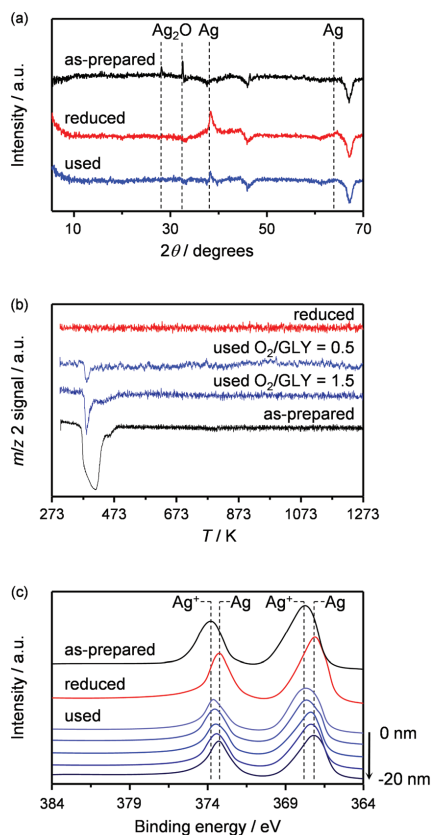 (a)
Ag₂O Ag Ag
as-prepared
reduced
used
Intensity / a.u.
10 30 50 70
2θ / degrees
(b)
reduced
used O₂/GLY = 0.5
used O₂/GLY = 1.5
as-prepared
m/z 2 signal / a.u.
273 473 673 873 1073 1273
T / K
(c)
Ag⁺ Ag Ag⁺ Ag
as-prepared
reduced
used
0 nm
-20 nm
Intensity / a.u.
384 379 374 369 364
Binding energy / eV